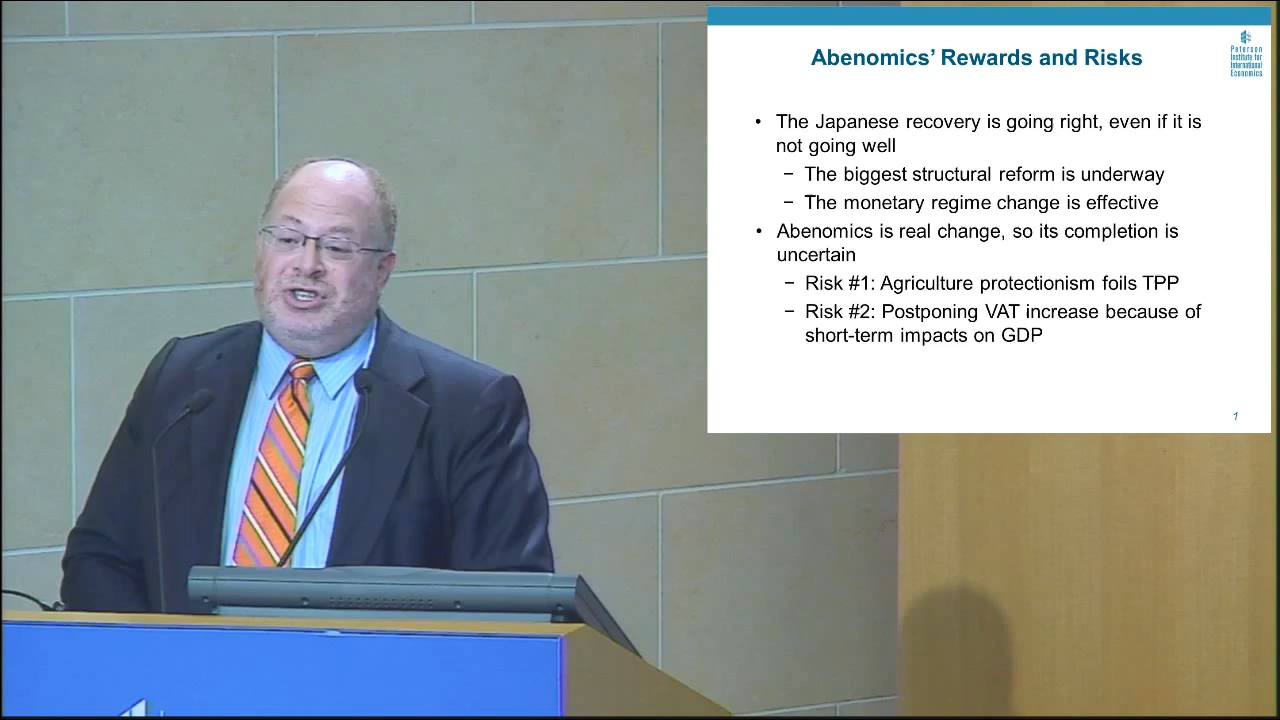 Abenomics’ Rewards and Risks
Peterson
Institute for
International
Economics
• The Japanese recovery is going right, even if it is
not going well
− The biggest structural reform is underway
− The monetary regime change is effective
• Abenomics is real change, so its completion is
uncertain
− Risk #1: Agriculture protectionism foils TPP
− Risk #2: Postponing VAT increase because of
short-term impacts on GDP
1